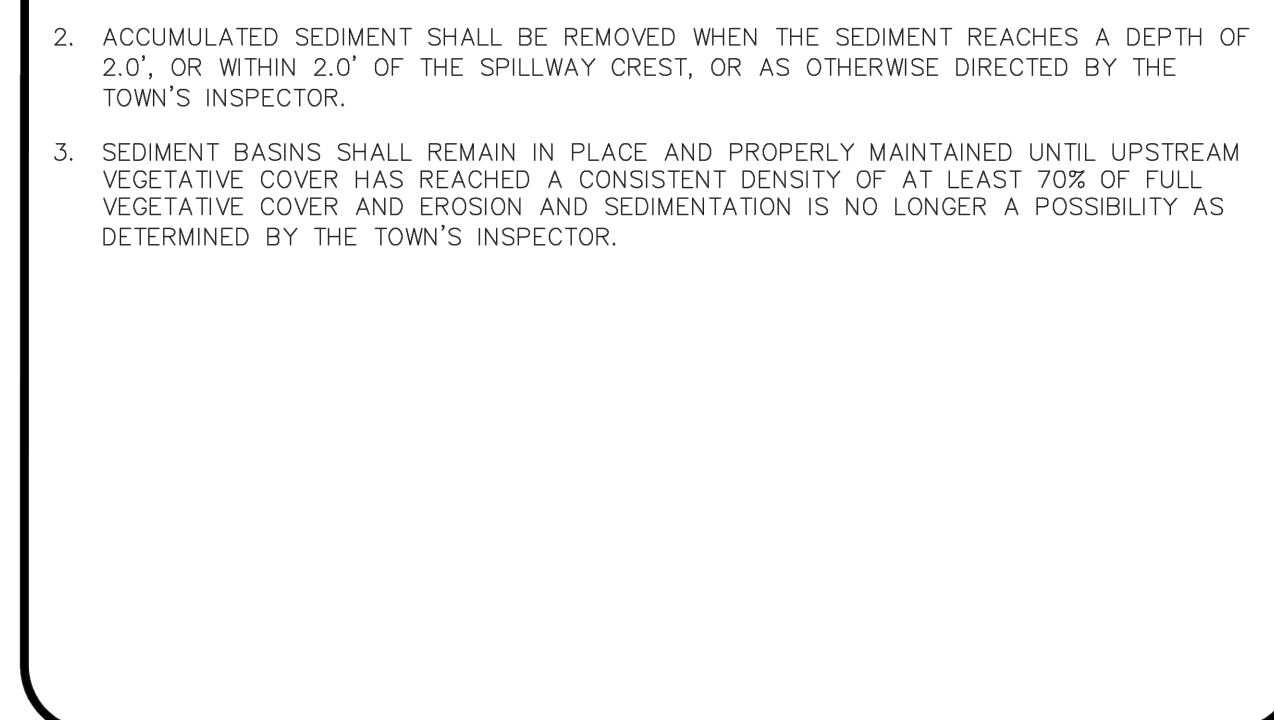 2. ACCUMULATED SEDIMENT SHALL BE REMOVED WHEN THE SEDIMENT REACHES A DEPTH OF
2.0', OR WITHIN 2.0' OF THE SPILLWAY CREST, OR AS OTHERWISE DIRECTED BY THE
TOWN'S INSPECTOR.
3. SEDIMENT BASINS SHALL REMAIN IN PLACE AND PROPERLY MAINTAINED UNTIL UPSTREAM
VEGETATIVE COVER HAS REACHED A CONSISTENT DENSITY OF AT LEAST 70% OF FULL
VEGETATIVE COVER AND EROSION AND SEDIMENTATION IS NO LONGER A POSSIBILITY AS
DETERMINED BY THE TOWN'S INSPECTOR.